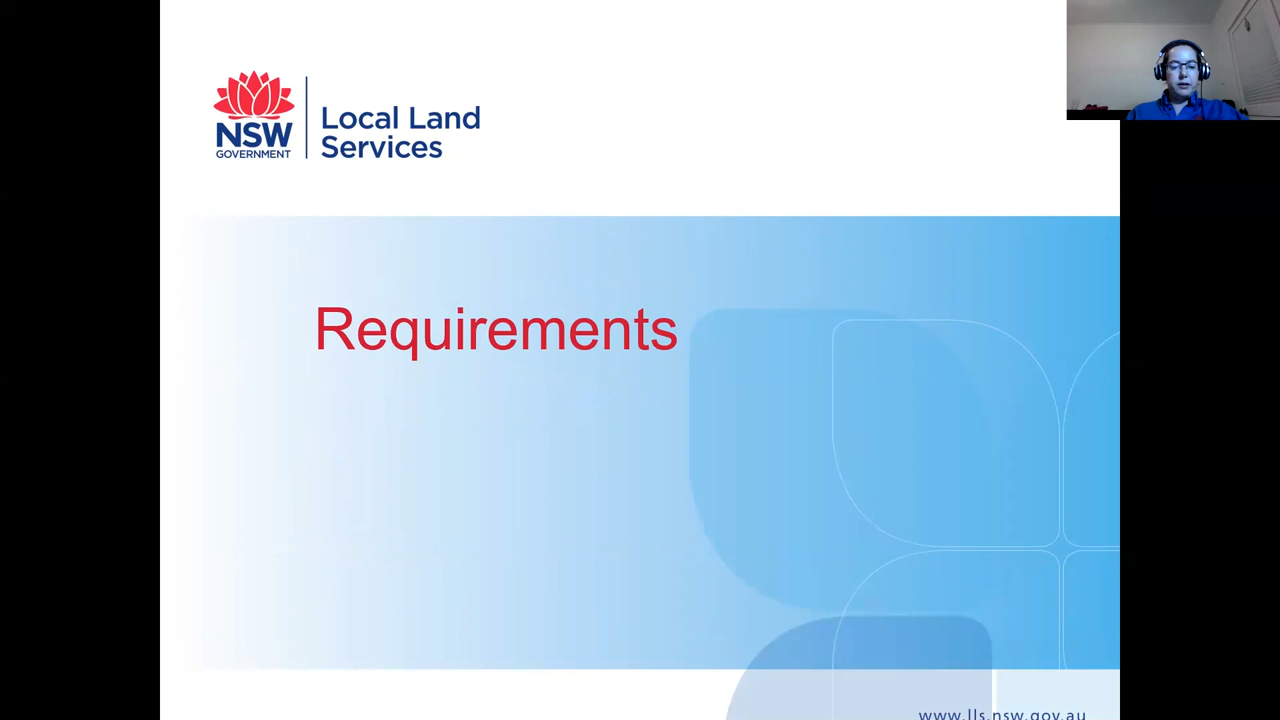 NSW
GOVERNMENT
Local Land
Services
Requirements
www.lls.nsw.gov.au